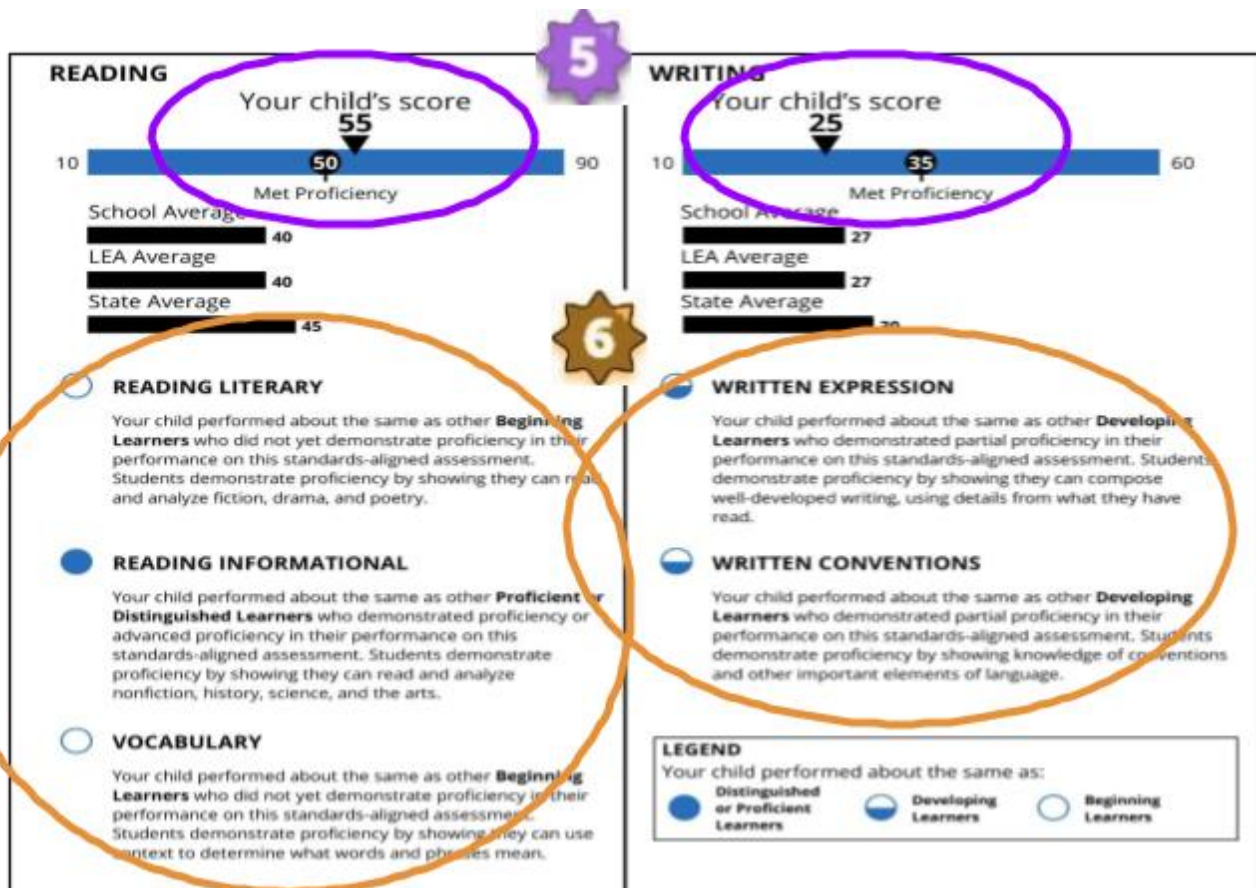 5
READING
Your child's score
55
10 50 90
Met Proficiency
School Average
40
LEA Average
40
State Average
45
READING LITERARY
Your child performed about the same as other Beginning
Learners who did not yet demonstrate proficiency in their
performance on this standards-aligned assessment.
Students demonstrate proficiency by showing they can read
and analyze fiction, drama, and poetry.
READING INFORMATIONAL
Your child performed about the same as other Proficient or
Distinguished Learners who demonstrated proficiency or
advanced proficiency in their performance on this
standards-aligned assessment. Students demonstrate
proficiency by showing they can read and analyze
nonfiction, history, science, and the arts.
VOCABULARY
Your child performed about the same as other Beginning
Learners who did not yet demonstrate proficiency in their
performance on this standards-aligned assessment.
Students demonstrate proficiency by showing they can use
context to determine what words and phrases mean.
WRITING
Your child's score
25
10 35 60
Met Proficiency
School Average
27
LEA Average
27
State Average
6
WRITTEN EXPRESSION
Your child performed about the same as other Developing
Learners who demonstrated partial proficiency in their
performance on this standards-aligned assessment. Students
demonstrate proficiency by showing they can compose
well-developed writing, using details from what they have
read.
WRITTEN CONVENTIONS
Your child performed about the same as other Developing
Learners who demonstrated partial proficiency in their
performance on this standards-aligned assessment. Students
demonstrate proficiency by showing knowledge of conventions
and other important elements of language.
LEGEND
Your child performed about the same as:
Distinguished
or Proficient
Learners
Developing
Learners
Beginning
Learners